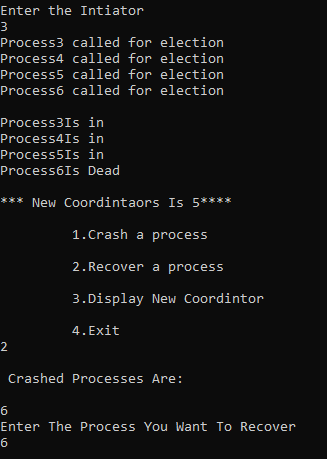 Enter the Intiator
3
Process3 called for election
Process4 called for election
Process5 called for election
Process6 called for election
Process3Is in
Process4Is in
Process5Is in
Process6Is Dead
*** New Coordintaors Is 5****
1.Crash a process
2.Recover a process
3.Display New Coordintor
4.Exit
2
Crashed Processes Are:
6
Enter The Process You Want To Recover
6